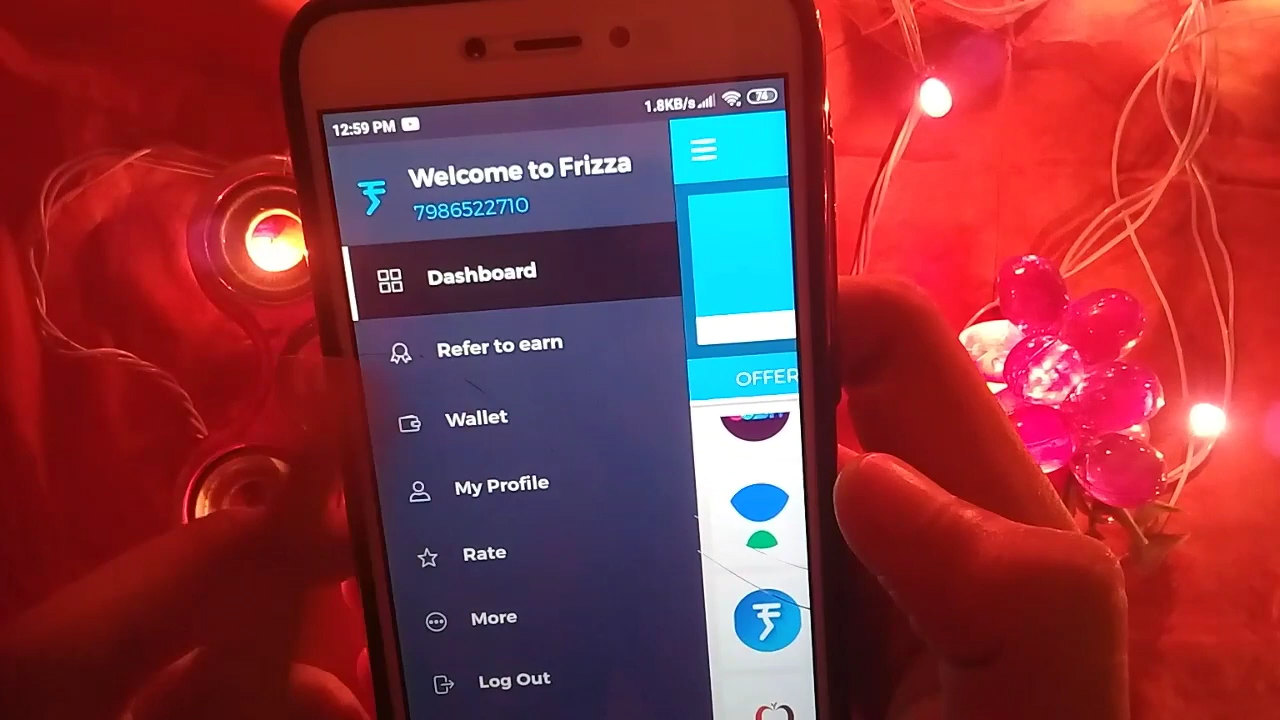 12:59 PM
1.8KB/s
74
Welcome to Frizza
7986522710
Dashboard
Refer to earn
Wallet
My Profile
Rate
More
Log Out
OFFER